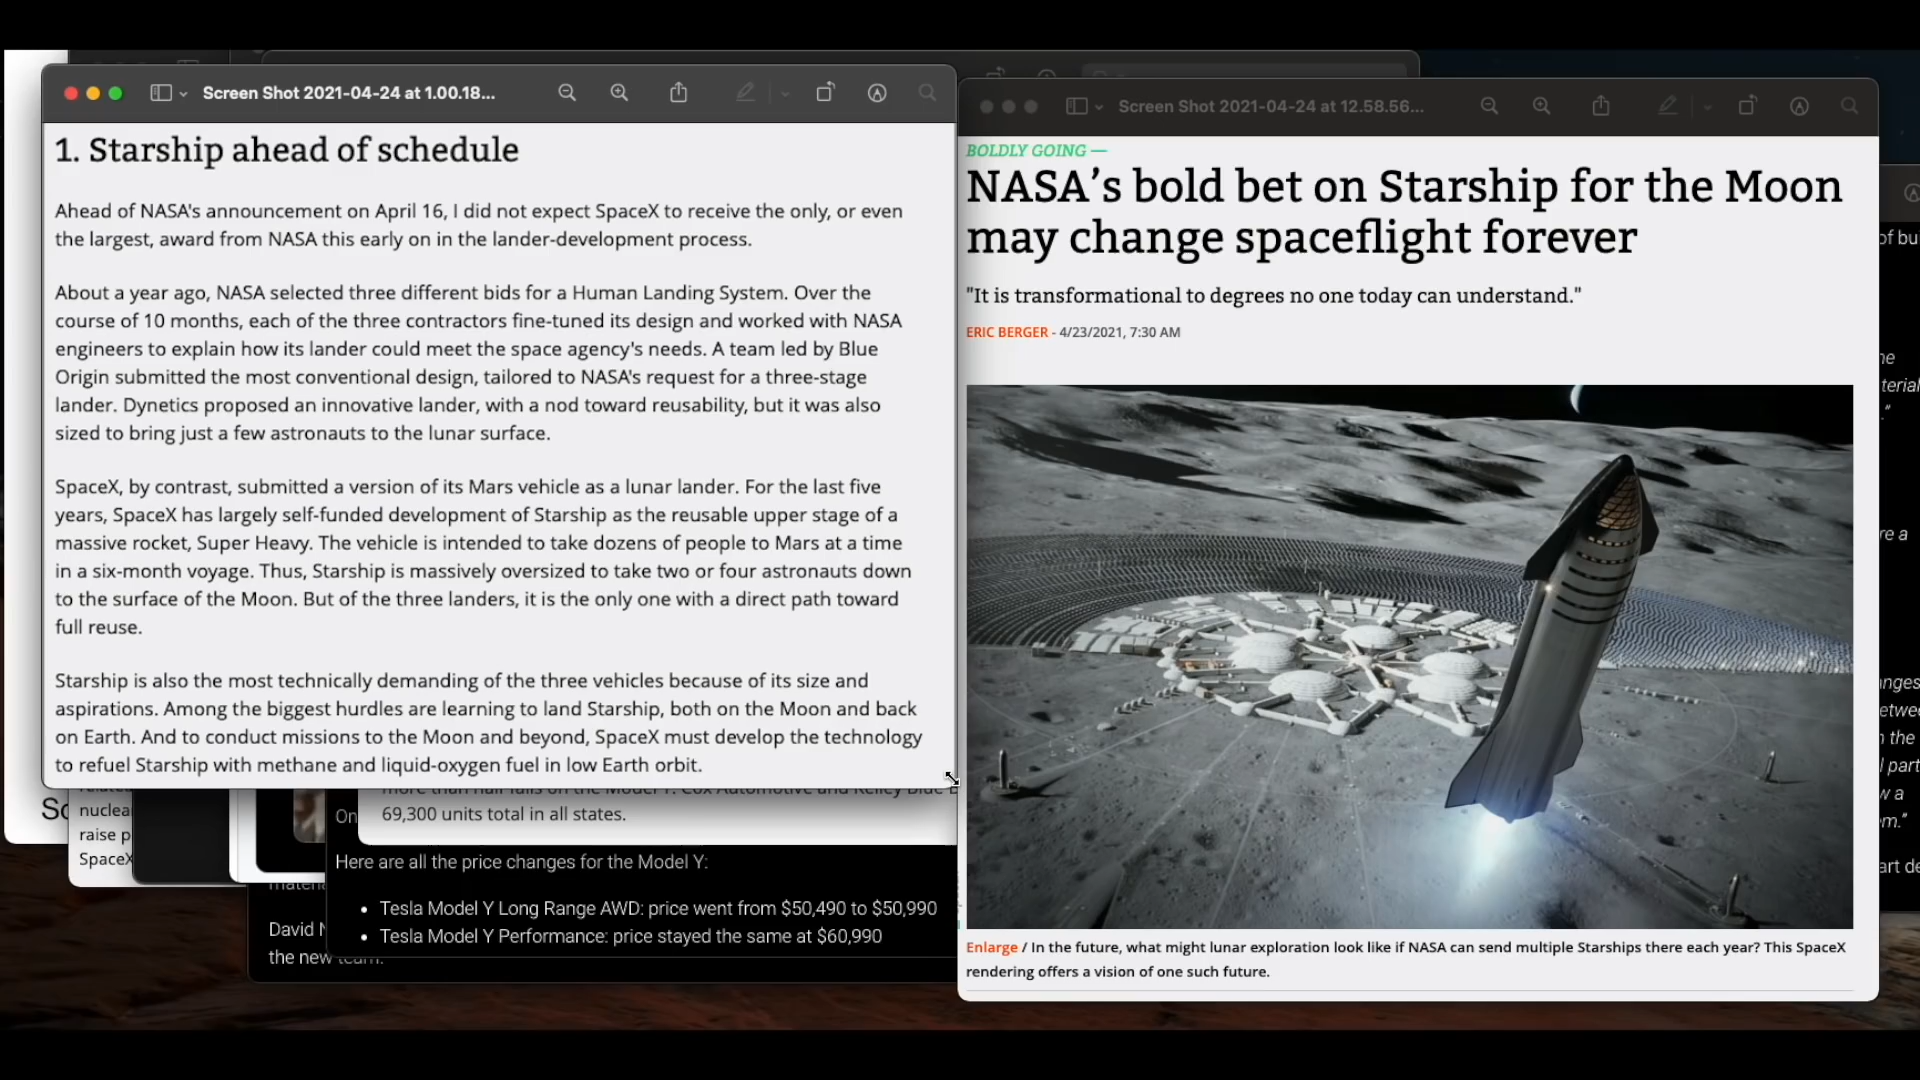 Screen Shot 2021-04-24 at 1.00.18...
1. Starship ahead of schedule
Ahead of NASA's announcement on April 16, I did not expect SpaceX to receive the only, or even
the largest, award from NASA this early on in the lander-development process.
About a year ago, NASA selected three different bids for a Human Landing System. Over the
course of 10 months, each of the three contractors fine-tuned its design and worked with NASA
engineers to explain how its lander could meet the space agency's needs. A team led by Blue
Origin submitted the most conventional design, tailored to NASA's request for a three-stage
lander. Dynetics proposed an innovative lander, with a nod toward reusability, but it was also
sized to bring just a few astronauts to the lunar surface.
SpaceX, by contrast, submitted a version of its Mars vehicle as a lunar lander. For the last five
years, SpaceX has largely self-funded development of Starship as the reusable upper stage of a
massive rocket, Super Heavy. The vehicle is intended to take dozens of people to Mars at a time
in a six-month voyage. Thus, Starship is massively oversized to take two or four astronauts down
to the surface of the Moon. But of the three landers, it is the only one with a direct path toward
full reuse.
Starship is also the most technically demanding of the three vehicles because of its size and
aspirations. Among the biggest hurdles are learning to land Starship, both on the Moon and back
on Earth. And to conduct missions to the Moon and beyond, SpaceX must develop the technology
to refuel Starship with methane and liquid-oxygen fuel in low Earth orbit.
Screen Shot 2021-04-24 at 12.58.56...
BOLDLY GOING —
NASA's bold bet on Starship for the Moon
may change spaceflight forever
"It is transformational to degrees no one today can understand."
ERIC BERGER - 4/23/2021, 7:30 AM
Enlarge / In the future, what might lunar exploration look like if NASA can send multiple Starships there each year? This SpaceX
rendering offers a vision of one such future.
nuclea
raise p
SpaceX
On
69,300 units total in all states.
Here are all the price changes for the Model Y:
• Tesla Model Y Long Range AWD: price went from $50,490 to $50,990
• Tesla Model Y Performance: price stayed the same at $60,990
David
the new team.
of bu
re a
nges
etwee
the
part
w a
em."
art de